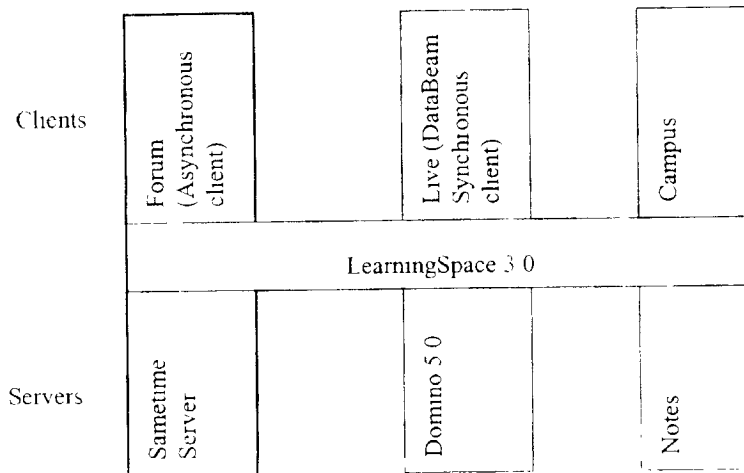 Clients
Forum
(Asynchronous
client)
Live (DataBeam
Synchronous
client)
Campus
LearningSpace 3 0
Servers
Sametime
Server
Domino 5 0
Notes